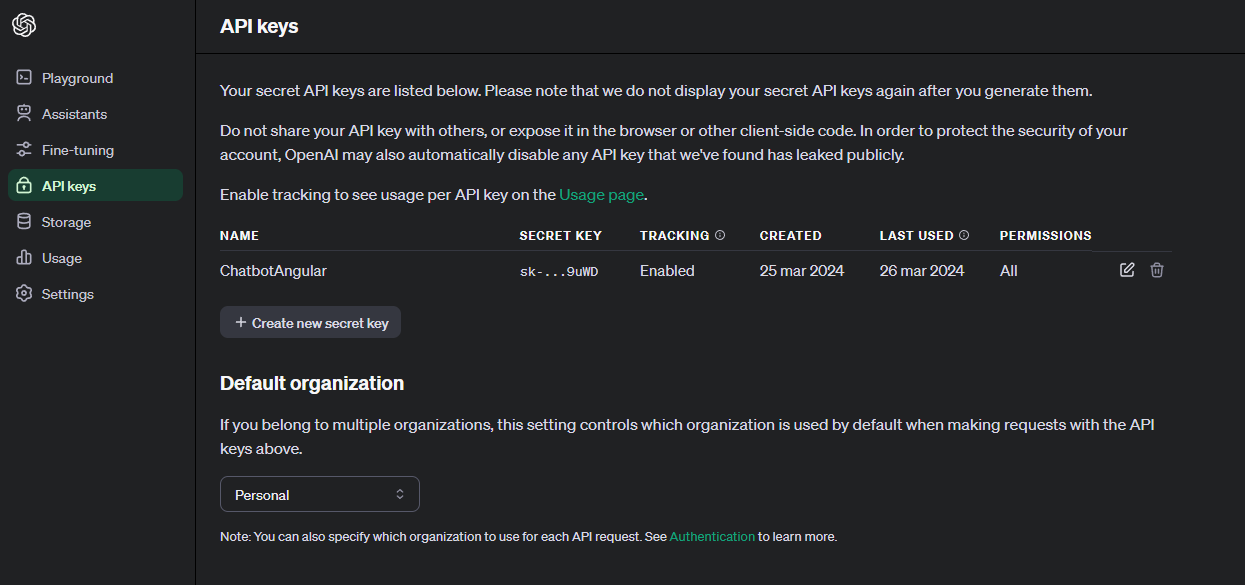 API keys
Playground
Assistants
Fine-tuning
API keys
Storage
Usage
Settings
Your secret API keys are listed below. Please note that we do not display your secret API keys again after you generate them.
Do not share your API key with others, or expose it in the browser or other client-side code. In order to protect the security of your
account, OpenAI may also automatically disable any API key that we've found has leaked publicly.
Enable tracking to see usage per API key on the Usage page.
NAME SECRET KEY TRACKING CREATED LAST USED PERMISSIONS
ChatbotAngular sk-...9uWD Enabled 25 mar 2024 26 mar 2024 All
+ Create new secret key
Default organization
If you belong to multiple organizations, this setting controls which organization is used by default when making requests with the API
keys above.
Personal
Note: You can also specify which organization to use for each API request. See Authentication to learn more.